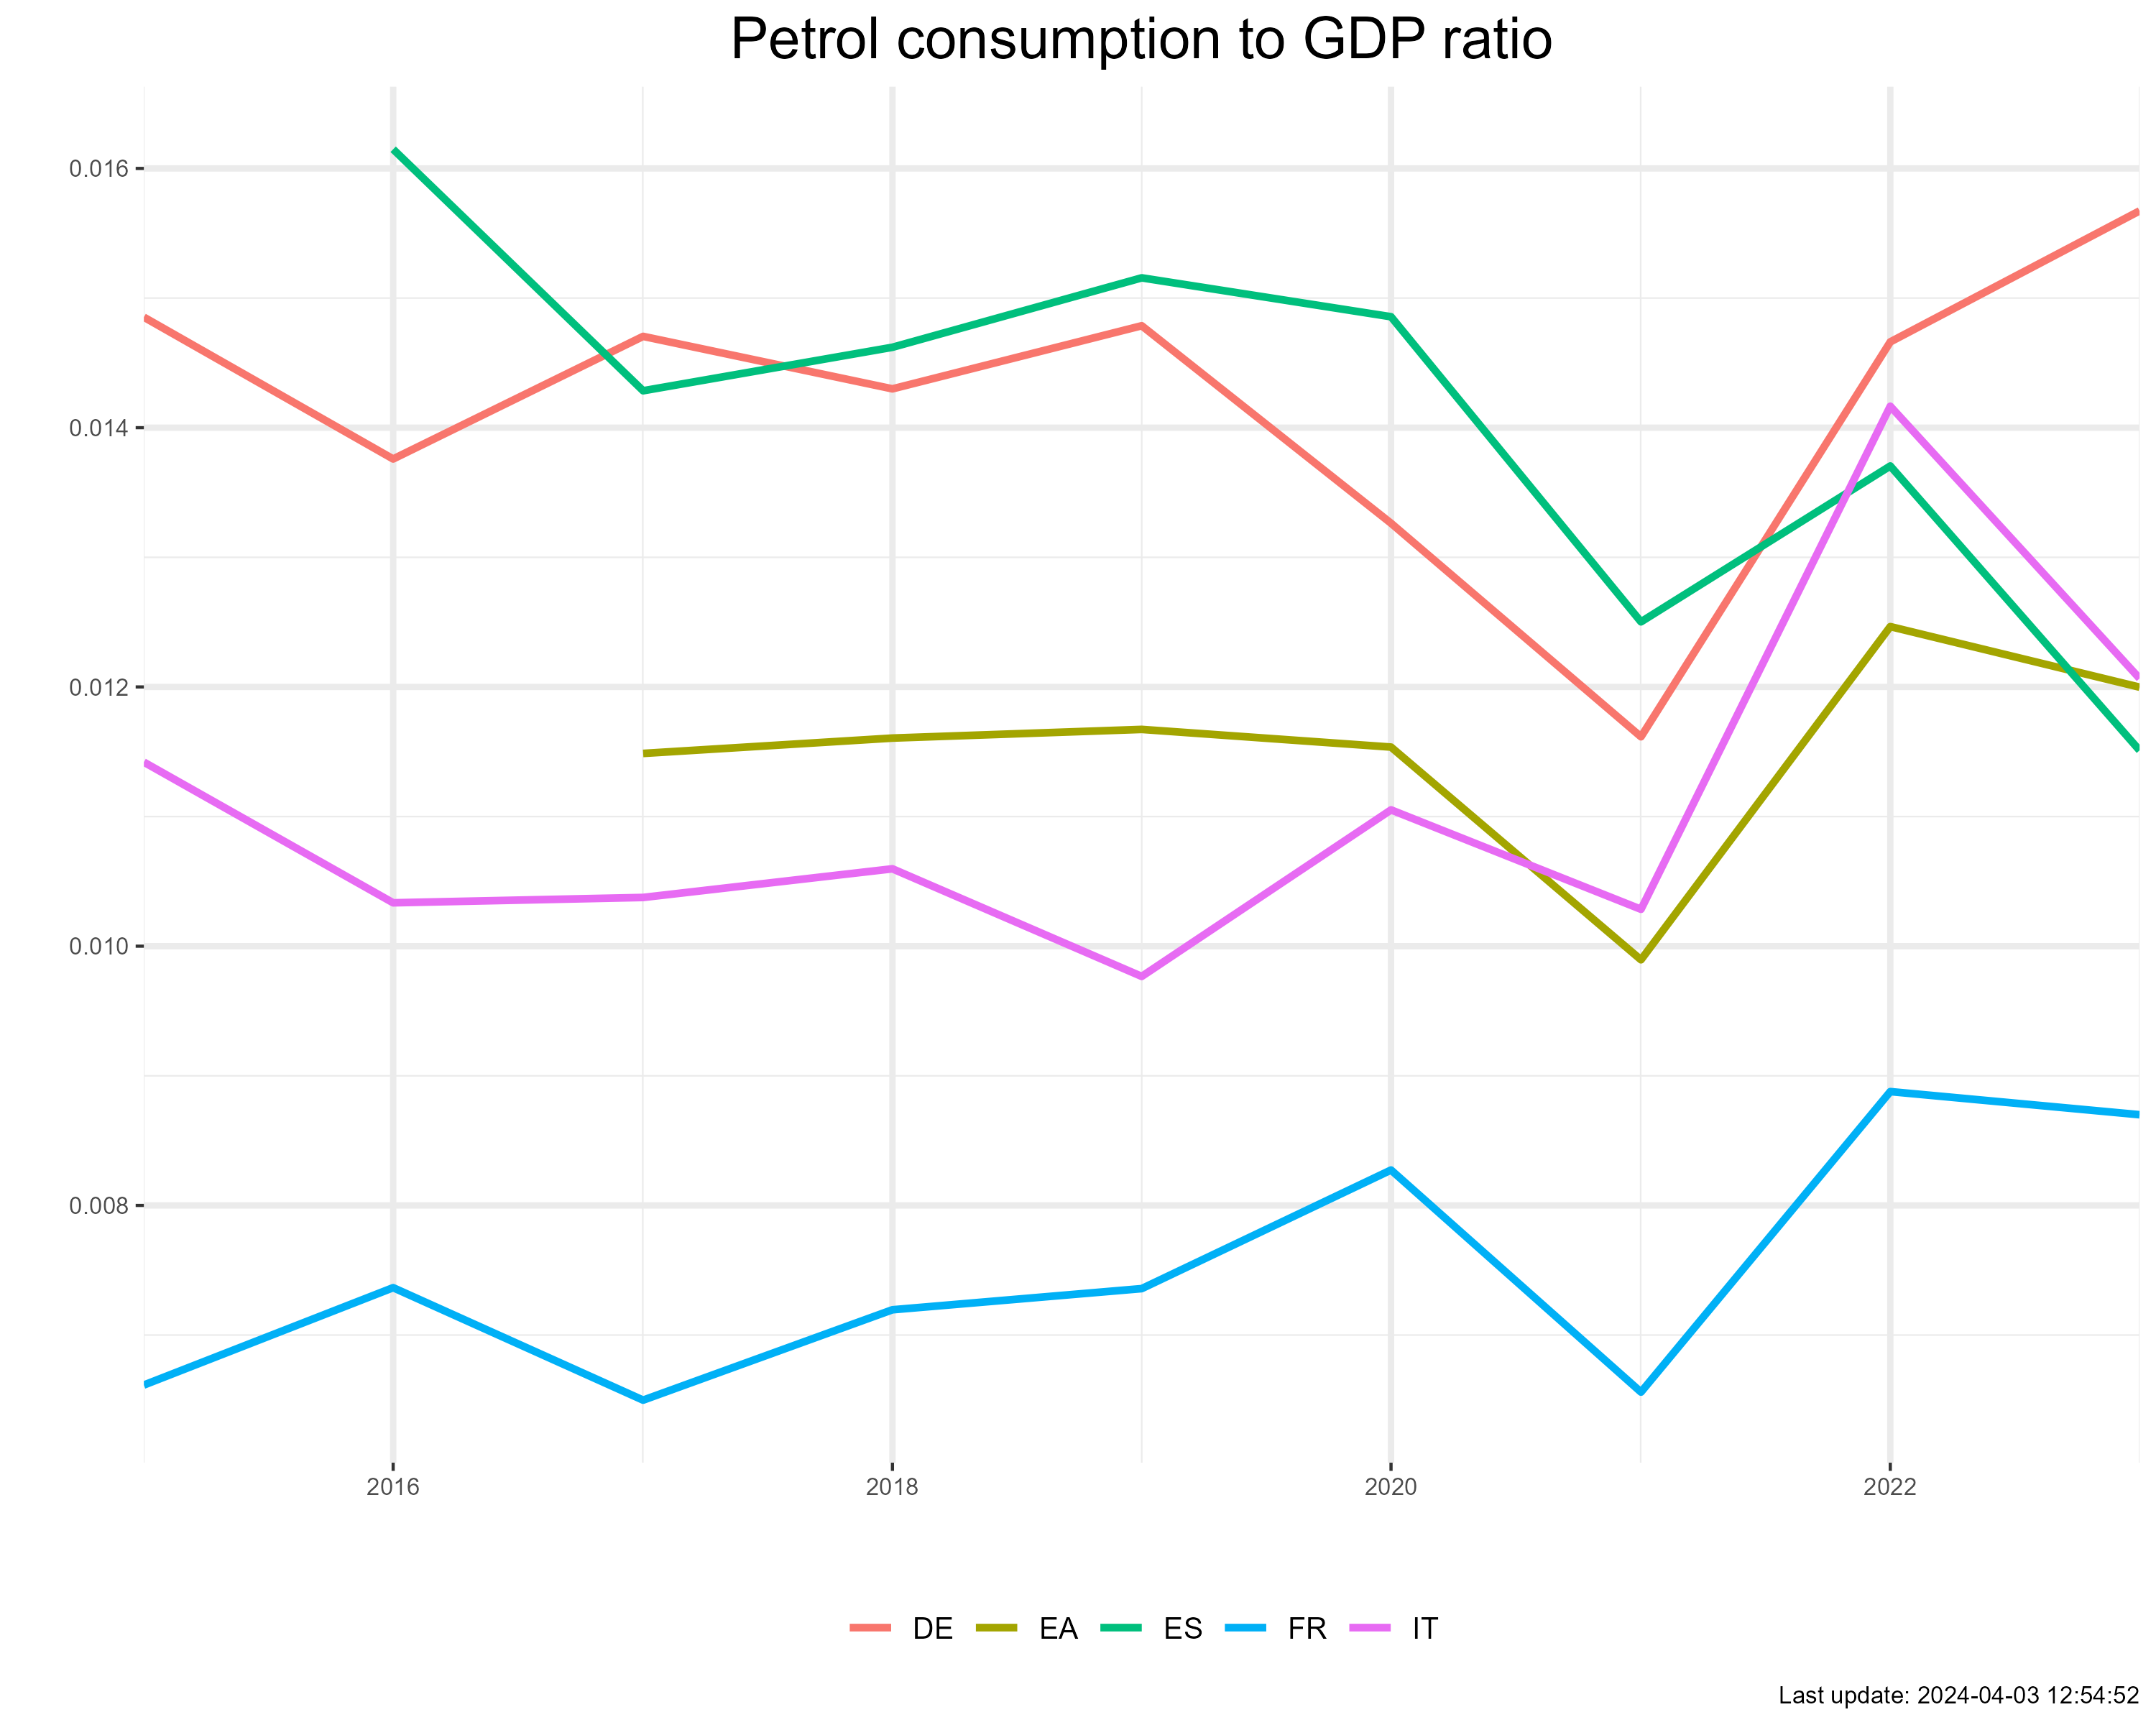 Petrol consumption to GDP ratio
0.016
0.014
0.012
0.010
0.008
2016 2018 2020 2022
DE EA ES FR IT
Last update: 2024-04-03 12:54:52